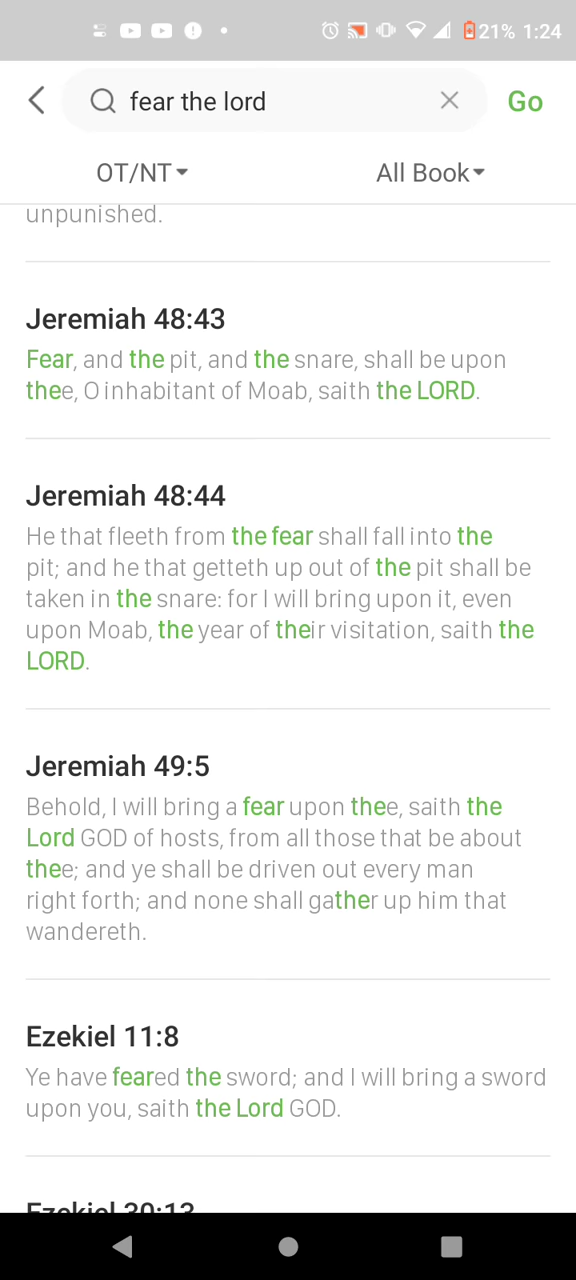 21% 1:24
fear the lord
Go
OT/NT
All Book
unpunished.
Jeremiah 48:43
Fear, and the pit, and the snare, shall be upon
thee, O inhabitant of Moab, saith the LORD.
Jeremiah 48:44
He that fleeth from the fear shall fall into the
pit; and he that getteth up out of the pit shall be
taken in the snare: for I will bring upon it, even
upon Moab, the year of their visitation, saith the
LORD.
Jeremiah 49:5
Behold, I will bring a fear upon thee, saith the
Lord GOD of hosts, from all those that be about
thee; and ye shall be driven out every man
right forth; and none shall gather up him that
wandereth.
Ezekiel 11:8
Ye have feared the sword; and I will bring a sword
upon you, saith the Lord GOD.
Ezekiel 30:13